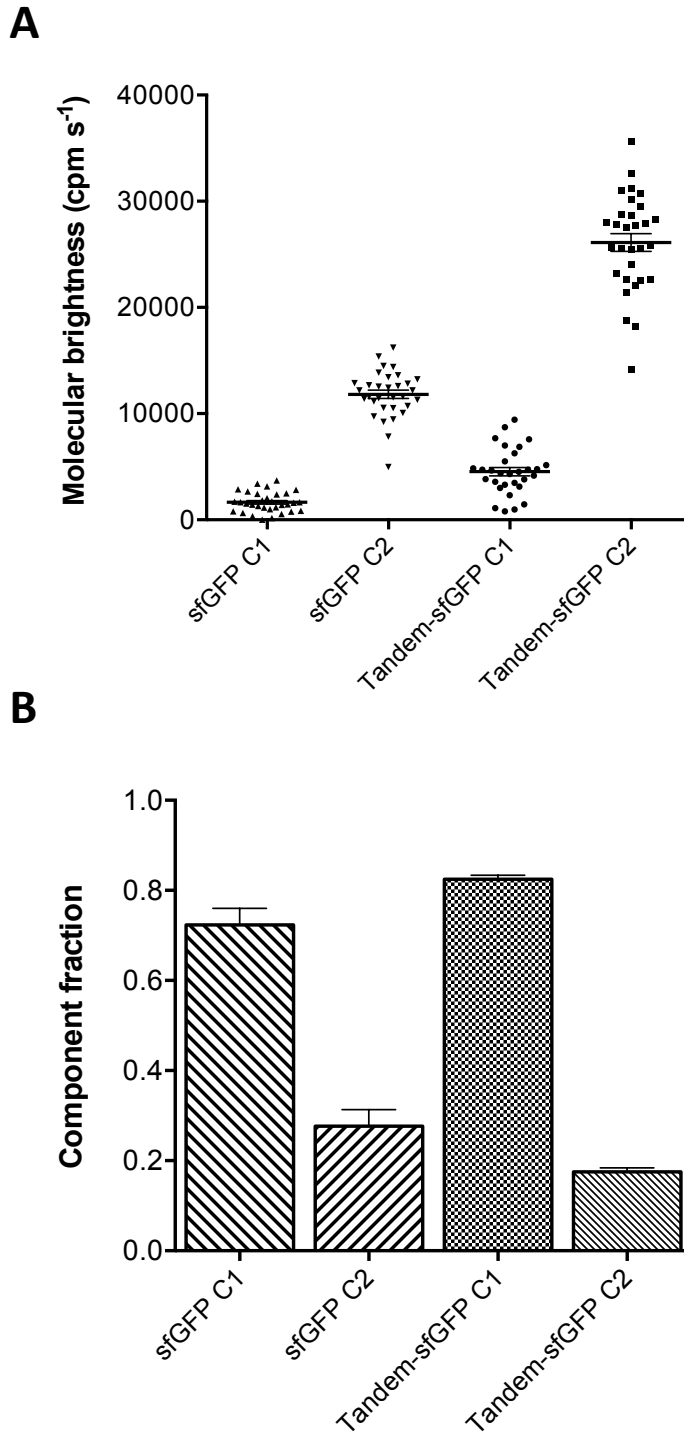 A
Molecular brightness (cpm s-1)
40000
30000
20000
10000
0
sfGFP C1
sfGFP C2
Tandem-sfGFP C1
Tandem-sfGFP C2
B
Component fraction
1.0
0.8
0.6
0.4
0.2
0.0
sfGFP C1
sfGFP C2
Tandem-sfGFP C1
Tandem-sfGFP C2